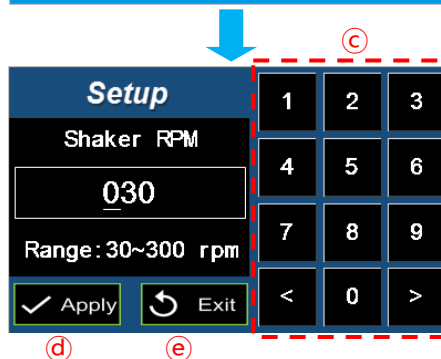 ⓒ
Setup
Shaker RPM
030
Range:30~300 rpm
Apply
Exit
1 2 3
4 5 6
7 8 9
< 0 >
ⓓ
ⓔ